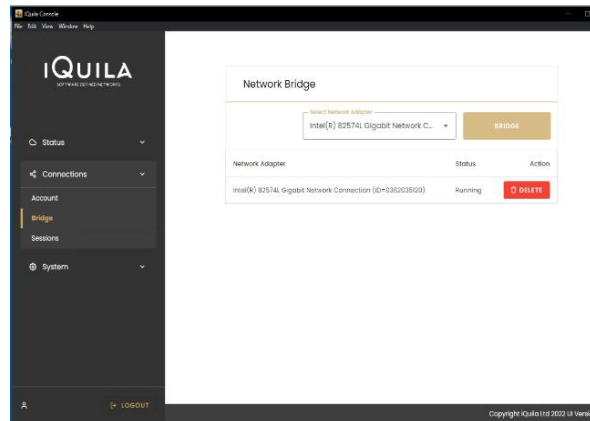 iQuila Console
File Edit View Window Help
iQUILA
SOFTWARE DEFINED NETWORKS
Status
Connections
Account
Bridge
Sessions
System
LOGOUT
Network Bridge
Select Network Adapter
Intel(R) 82574L Gigabit Network C...
BRIDGE
Network Adapter Status Action
Intel(R) 82574L Gigabit Network Connection (ID=0362035120) Running DELETE
Copyright iQuila Ltd 2022 UI Versi